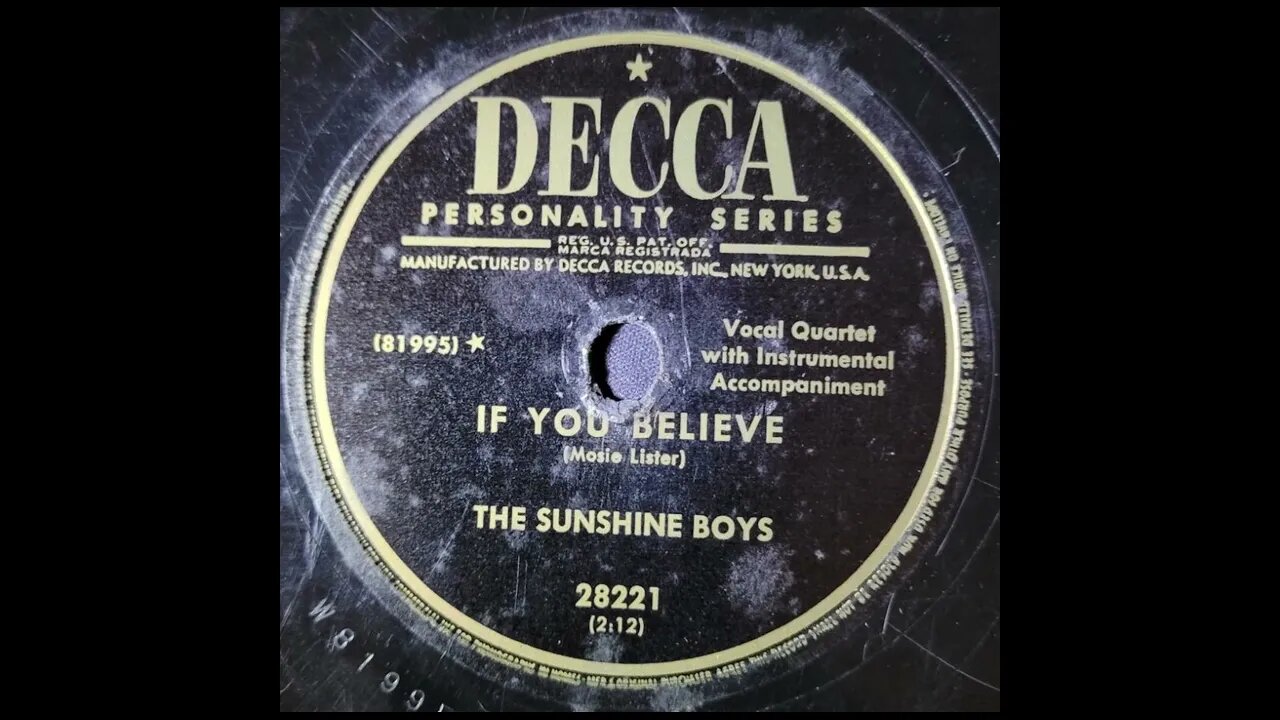 DECCA
PERSONALITY SERIES
REG. U.S. PAT. OFF.
MARCA REGISTRADA
MANUFACTURED BY DECCA RECORDS, INC., NEW YORK, U.S.A.
(81995) ★
Vocal Quartet
with Instrumental
Accompaniment
IF YOU BELIEVE
(Mosie Lister)
THE SUNSHINE BOYS
28221
(2:12)
W8199